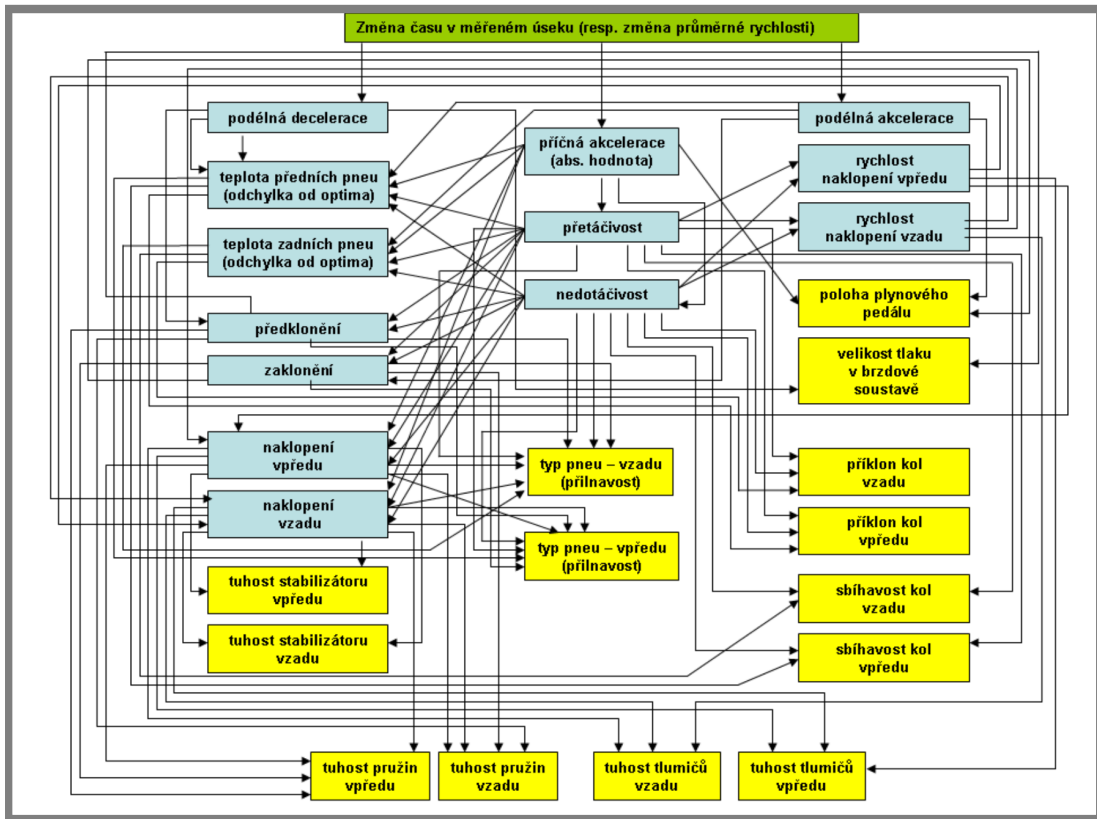 Změna času v měřeném úseku (resp. změna průměrné rychlosti)
podélná decelerace
příčná akcelerace
(abs. hodnota)
podélná akcelerace
teplota předních pneu
(odchylka od optima)
rychlost
naklopení vpředu
teplota zadních pneu
(odchylka od optima)
přetáčivost
rychlost
naklopení vzadu
nedotáčivost
poloha plynového
pedálu
předklonění
zaklonění
velikost tlaku
v brzdové
soustavě
naklopení
vpředu
typ pneu – vzadu
(přilnavost)
příklon kol
vzadu
naklopení
vzadu
typ pneu – vpředu
(přilnavost)
příklon kol
vpředu
tuhost stabilizátoru
vpředu
sbíhavost kol
vzadu
tuhost stabilizátoru
vzadu
sbíhavost kol
vpředu
tuhost pružin
vpředu
tuhost pružin
vzadu
tuhost tlumičů
vzadu
tuhost tlumičů
vpředu